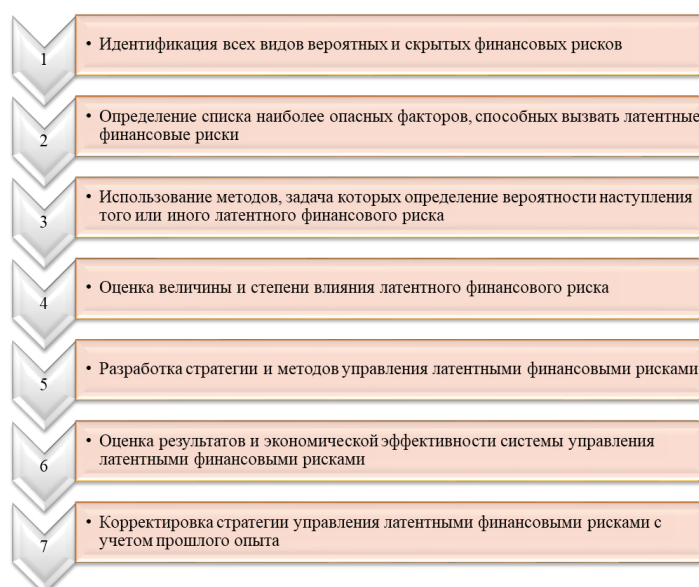 1
• Идентификация всех видов вероятных и скрытых финансовых рисков
2
• Определение списка наиболее опасных факторов, способных вызвать латентные
финансовые риски
3
• Использование методов, задача которых определение вероятности наступления
того или иного латентного финансового риска
4
• Оценка величины и степени влияния латентного финансового риска
5
• Разработка стратегии и методов управления латентными финансовыми рисками
6
• Оценка результатов и экономической эффективности системы управления
латентными финансовыми рисками
7
• Корректировка стратегии управления латентными финансовыми рисками с
учетом прошлого опыта